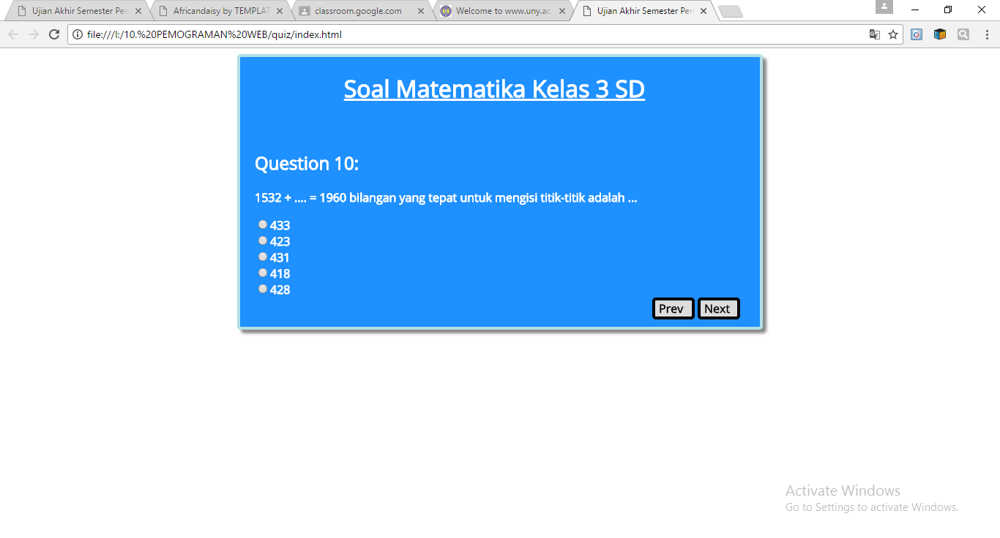 Ujian Akhir Semester Pen
Africandaisy by TEMPLAT
classroom.google.com
Welcome to www.uny.ac.
Ujian Akhir Semester Pen
file:///I:/10.%20PEMOGRAMAN%20WEB/quiz/index.html
Soal Matematika Kelas 3 SD
Question 10:
1532 + .... = 1960 bilangan yang tepat untuk mengisi titik-titik adalah ...
433
423
431
418
428
Prev Next
Activate Windows
Go to Settings to activate Windows.